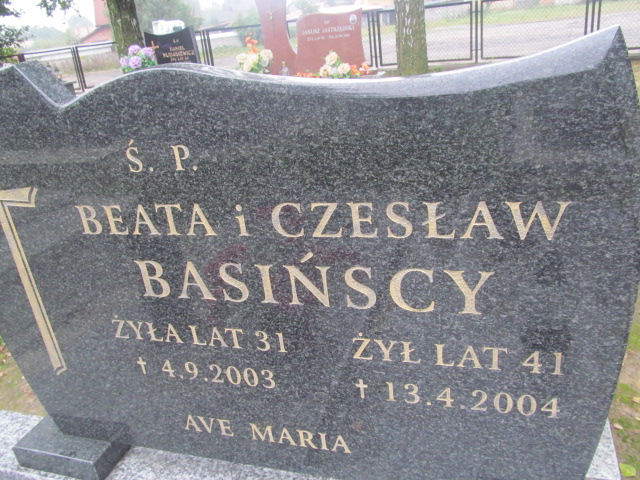 Ś. P.
BEATA i CZESŁAW
BASIŃSCY
ŻYŁA LAT 31
† 4.9.2003
ŻYŁ LAT 41
† 13.4.2004
AVE MARIA